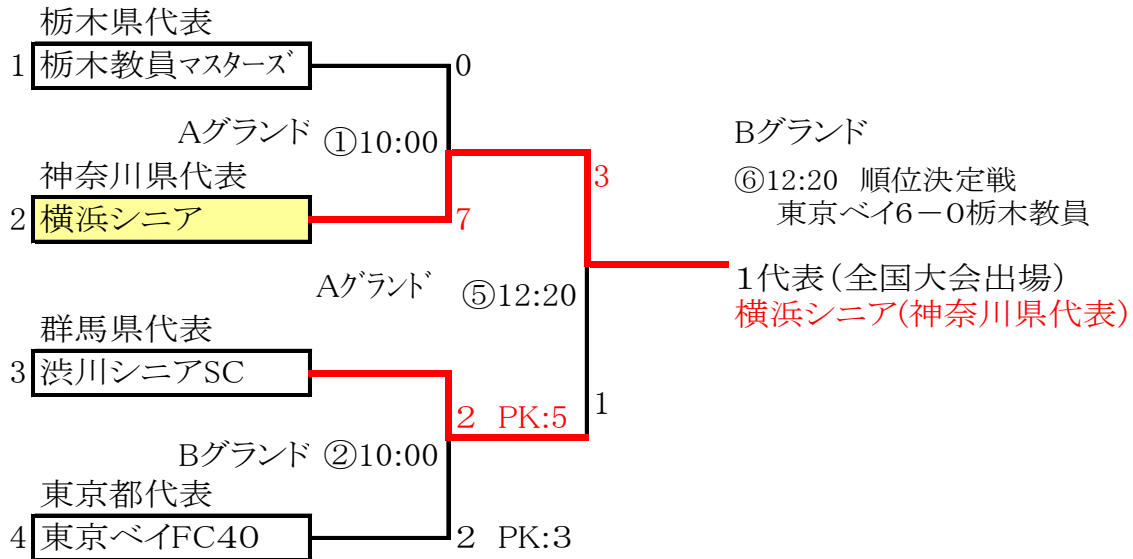 栃木県代表
1 栃木教員マスターズ 0
Aグランド ①10:00
Bグランド
神奈川県代表
3
⑥12:20 順位決定戦
2 横浜シニア 7
東京ベイ6-0栃木教員
Aグランド ⑤12:20
1代表(全国大会出場)
横浜シニア(神奈川県代表)
群馬県代表
3 渋川シニアSC
2 PK:5
1
Bグランド ②10:00
東京都代表
4 東京ベイFC40 2 PK:3